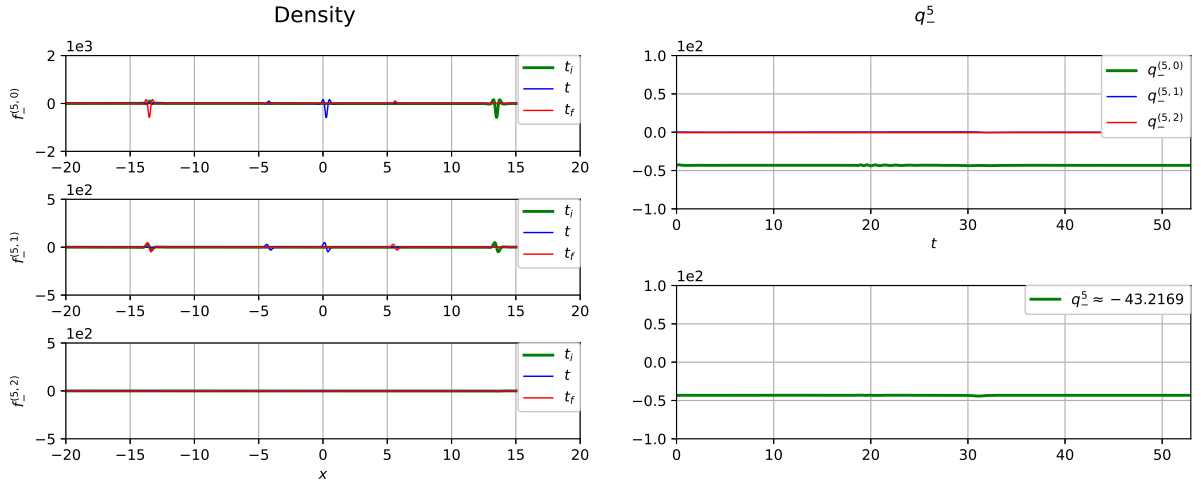 Density
1e3
f_−^(5,0)
2
0
−2
−20 −15 −10 −5 0 5 10 15 20
t_i
t
t_f
1e2
f_−^(5,1)
5
0
−5
−20 −15 −10 −5 0 5 10 15 20
t_i
t
t_f
1e2
f_−^(5,2)
5
0
−5
−20 −15 −10 −5 0 5 10 15 20
x
t_i
t
t_f
q_−^5
1e2
1.0
0.5
0.0
−0.5
−1.0
0 10 20 30 40 50
t
q_−^(5,0)
q_−^(5,1)
q_−^(5,2)
1e2
1.0
0.5
0.0
−0.5
−1.0
0 10 20 30 40 50
q_−^5 ≈ −43.2169